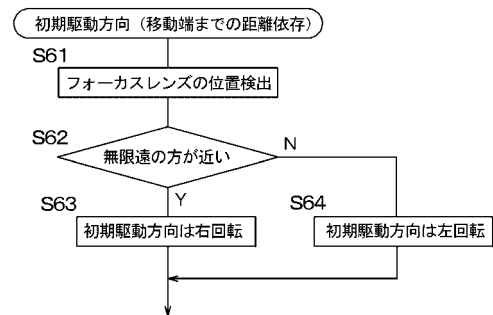 初期駆動方向（移動端までの距離依存）
S61
フォーカスレンズの位置検出
S62
無限遠の方が近い
N
Y
S63
初期駆動方向は右回転
S64
初期駆動方向は左回転